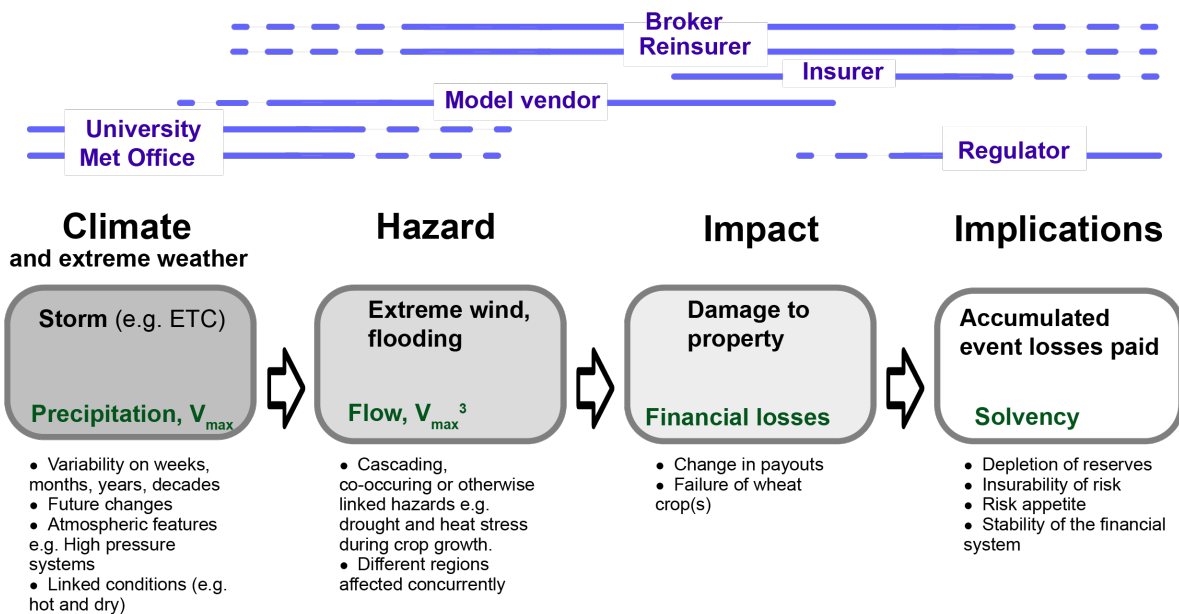 Broker
Reinsurer
Insurer
Model vendor
University
Met Office
Regulator
Climate
and extreme weather
Hazard
Impact
Implications
Storm (e.g. ETC)
Precipitation, Vmax
Extreme wind,
flooding
Flow, Vmax³
Damage to
property
Financial losses
Accumulated
event losses paid
Solvency
● Variability on weeks,
months, years, decades
● Future changes
● Atmospheric features
e.g. High pressure
systems
● Linked conditions (e.g.
hot and dry)
● Cascading,
co-occuring or otherwise
linked hazards e.g.
drought and heat stress
during crop growth.
● Different regions
affected concurrently
● Change in payouts
● Failure of wheat
crop(s)
● Depletion of reserves
● Insurability of risk
● Risk appetite
● Stability of the financial
system